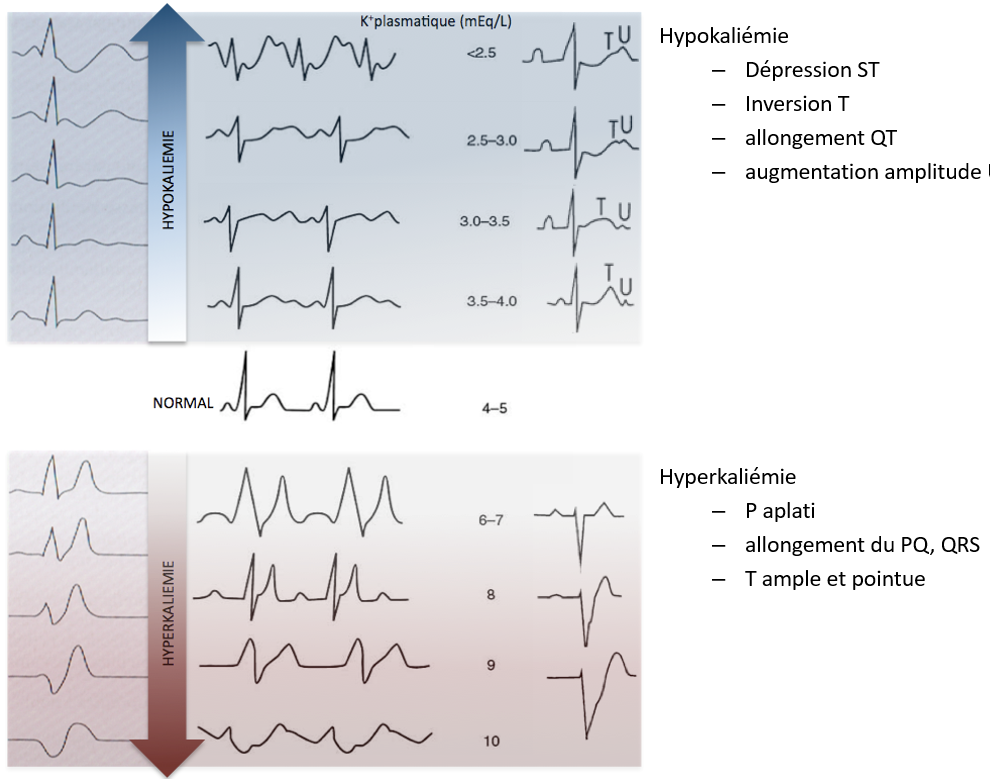 K⁺plasmatique (mEq/L)
Hypokaliémie
– Dépression ST
– Inversion T
– allongement QT
– augmentation amplitude
HYPOKALIEMIE
<2.5
T U
2.5–3.0
T U
3.0–3.5
T U
3.5–4.0
T U
NORMAL
4–5
Hyperkaliémie
– P aplati
– allongement du PQ, QRS
– T ample et pointue
HYPERKALIEMIE
6–7
8
9
10